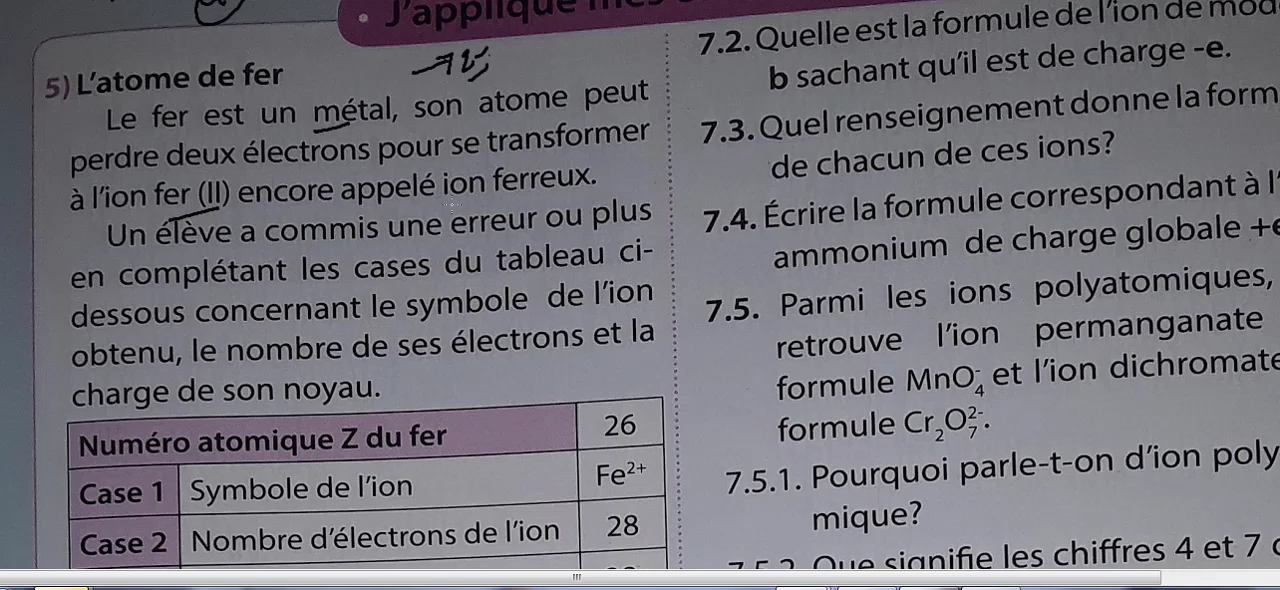 • J'applique
5) L'atome de fer
Le fer est un métal, son atome peut
perdre deux électrons pour se transformer
à l'ion fer (II) encore appelé ion ferreux.
Un élève a commis une erreur ou plus
en complétant les cases du tableau ci-
dessous concernant le symbole de l'ion
obtenu, le nombre de ses électrons et la
charge de son noyau.
Numéro atomique Z du fer 26
Case 1 Symbole de l'ion Fe²⁺
Case 2 Nombre d'électrons de l'ion 28
7.2. Quelle est la formule de l'ion de
b sachant qu'il est de charge -e.
7.3. Quel renseignement donne la form
de chacun de ces ions?
7.4. Écrire la formule correspondant à l'
ammonium de charge globale +e
7.5. Parmi les ions polyatomiques,
retrouve l'ion permanganate
formule MnO₄⁻ et l'ion dichromate
formule Cr₂O₇²⁻.
7.5.1. Pourquoi parle-t-on d'ion poly
mique?
7.5.2. Que signifie les chiffres 4 et 7